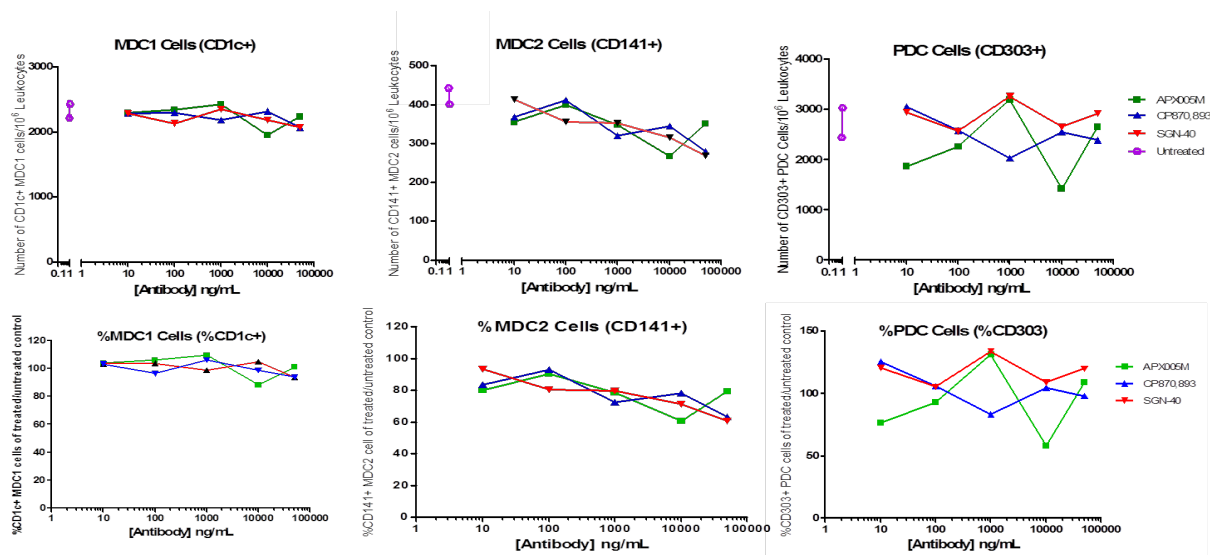 MDC1 Cells (CD1c+)
Number of CD1c+ MDC1 cells/10⁶ Leukocytes
3000
2000
1000
0
0.1 1 1 10 100 1000 10000 100000
[Antibody] ng/mL
MDC2 Cells (CD141+)
Number of CD141+ MDC2 cells/10⁶ Leukocytes
500
400
300
200
100
0
0.1 1 1 10 100 1000 10000 100000
[Antibody] ng/mL
PDC Cells (CD303+)
Number of CD303+ PDC Cells/10⁶ Leukocytes
4000
3000
2000
1000
0
0.1 1 1 10 100 1000 10000 100000
[Antibody] ng/mL
APX005M
CP870,893
SGN-40
Untreated
%MDC1 Cells (%CD1c+)
%CD1c+ MDC1 cells of treated/untreated control
120
100
80
60
40
20
0
1 10 100 1000 10000 100000
[Antibody] ng/mL
% MDC2 Cells (CD141+)
%CD141+ MDC2 cell of treated/untreated control
120
100
80
60
40
20
0
1 10 100 1000 10000 100000
[Antibody] ng/mL
%PDC Cells (%CD303)
%CD303+ PDC cells of treated/untreated control
150
100
50
0
1 10 100 1000 10000 100000
[Antibody] ng/mL
APX005M
CP870,893
SGN-40